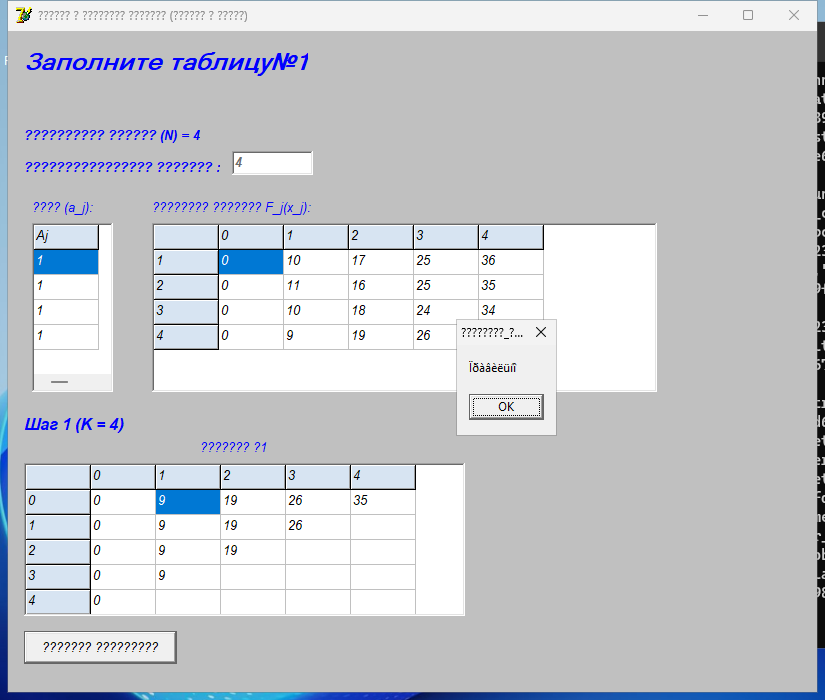 ?????? ? ???????? ??????? (?????? ? ?????)
Заполните таблицу№1
?????????? ?????? (N) = 4
???????????????? ??????? : 4
???? (a_j):
???????? ??????? F_j(x_j):
Aj
1
1
1
1
0 1 2 3 4
1 0 10 17 25 36
2 0 11 16 25 35
3 0 10 18 24 34
4 0 9 19 26
????????_?...
Ïðàâèëüíî
OK
Шаг 1 (K = 4)
??????? ?1
0 1 2 3 4
0 0 9 19 26 35
1 0 9 19 26
2 0 9 19
3 0 9
4 0
??????? ?????????